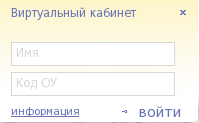 Виртуальный кабинет
Имя
Код ОУ
информация → войти